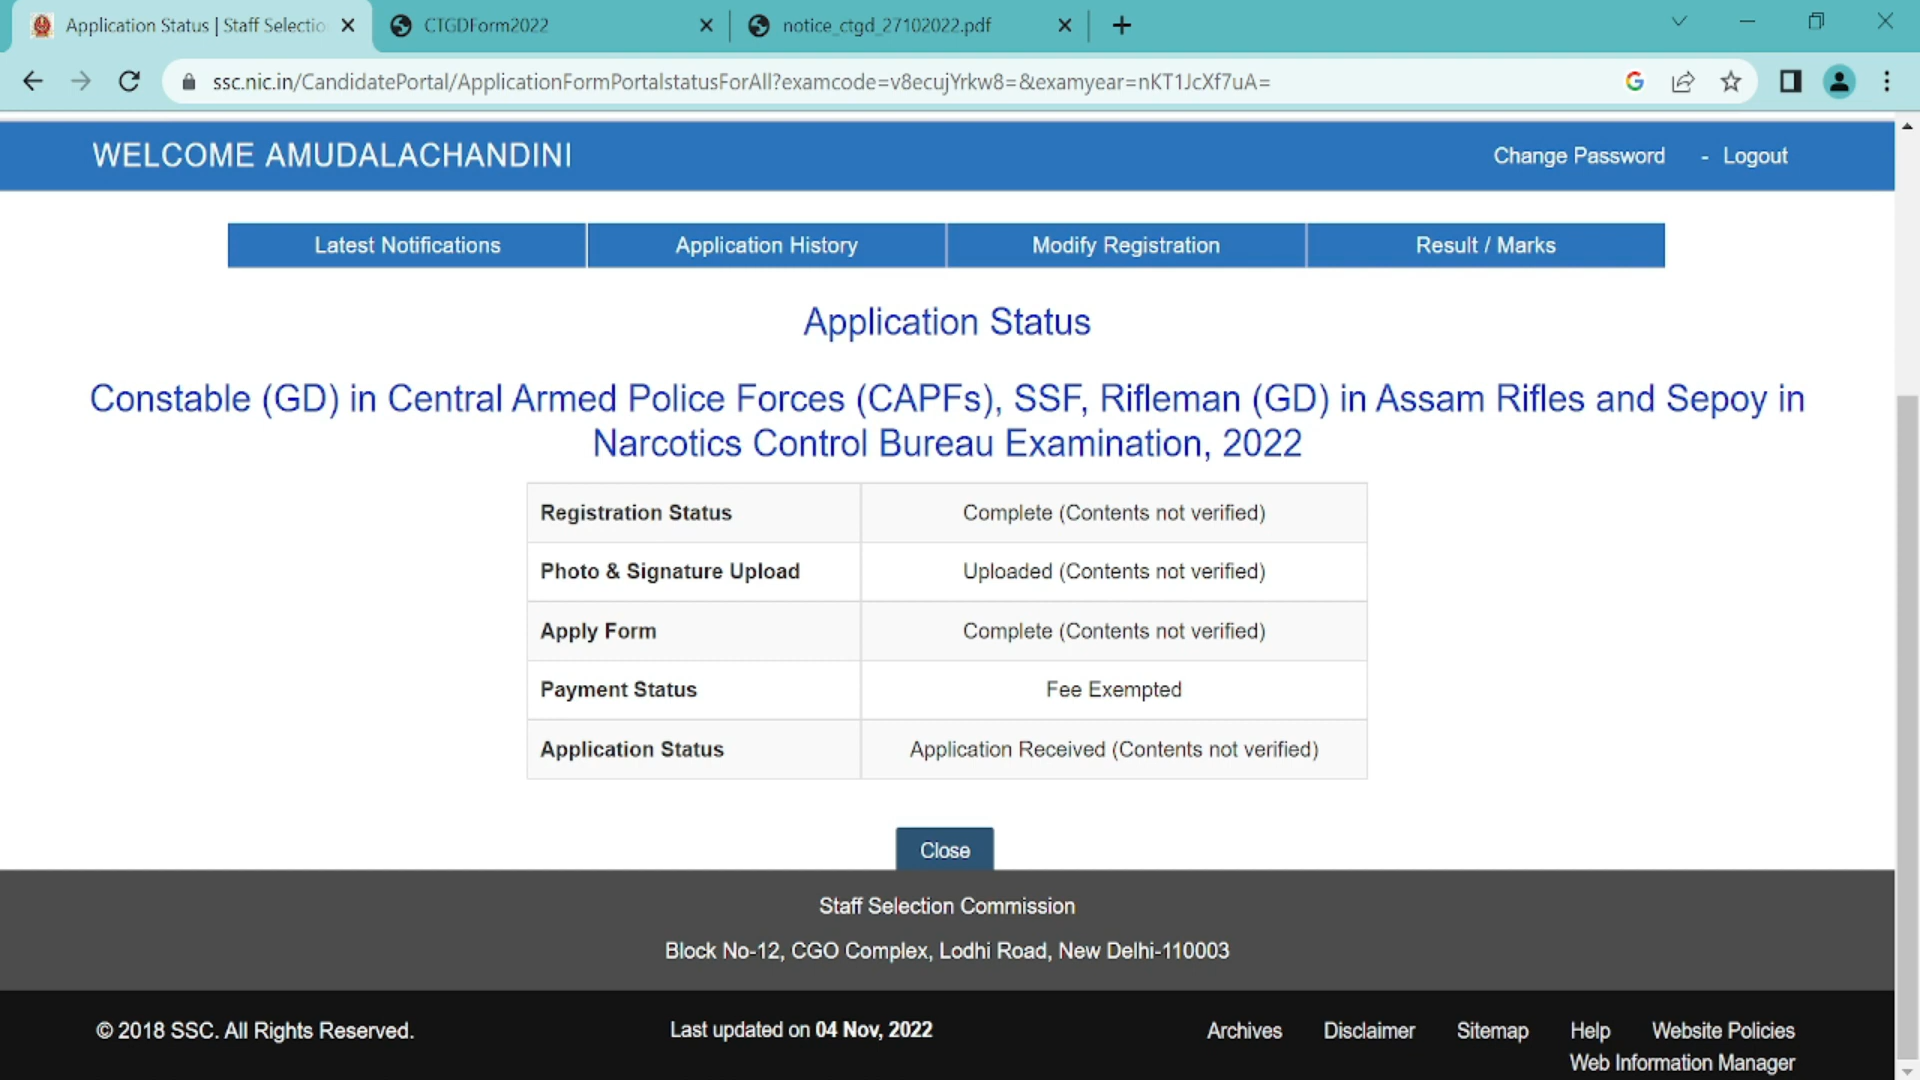 Application Status | Staff Selectio
CTGDForm2022
notice_ctgd_27102022.pdf
ssc.nic.in/CandidatePortal/ApplicationFormPortalstatusForAll?examcode=v8ecujYrkw8=&examyear=nKT1JcXf7uA=
WELCOME AMUDALACHANDINI
Change Password - Logout
Latest Notifications
Application History
Modify Registration
Result / Marks
Application Status
Constable (GD) in Central Armed Police Forces (CAPFs), SSF, Rifleman (GD) in Assam Rifles and Sepoy in
Narcotics Control Bureau Examination, 2022
Registration Status Complete (Contents not verified)
Photo & Signature Upload Uploaded (Contents not verified)
Apply Form Complete (Contents not verified)
Payment Status Fee Exempted
Application Status Application Received (Contents not verified)
Close
Staff Selection Commission
Block No-12, CGO Complex, Lodhi Road, New Delhi-110003
© 2018 SSC. All Rights Reserved.
Last updated on 04 Nov, 2022
Archives Disclaimer Sitemap Help Website Policies
Web Information Manager